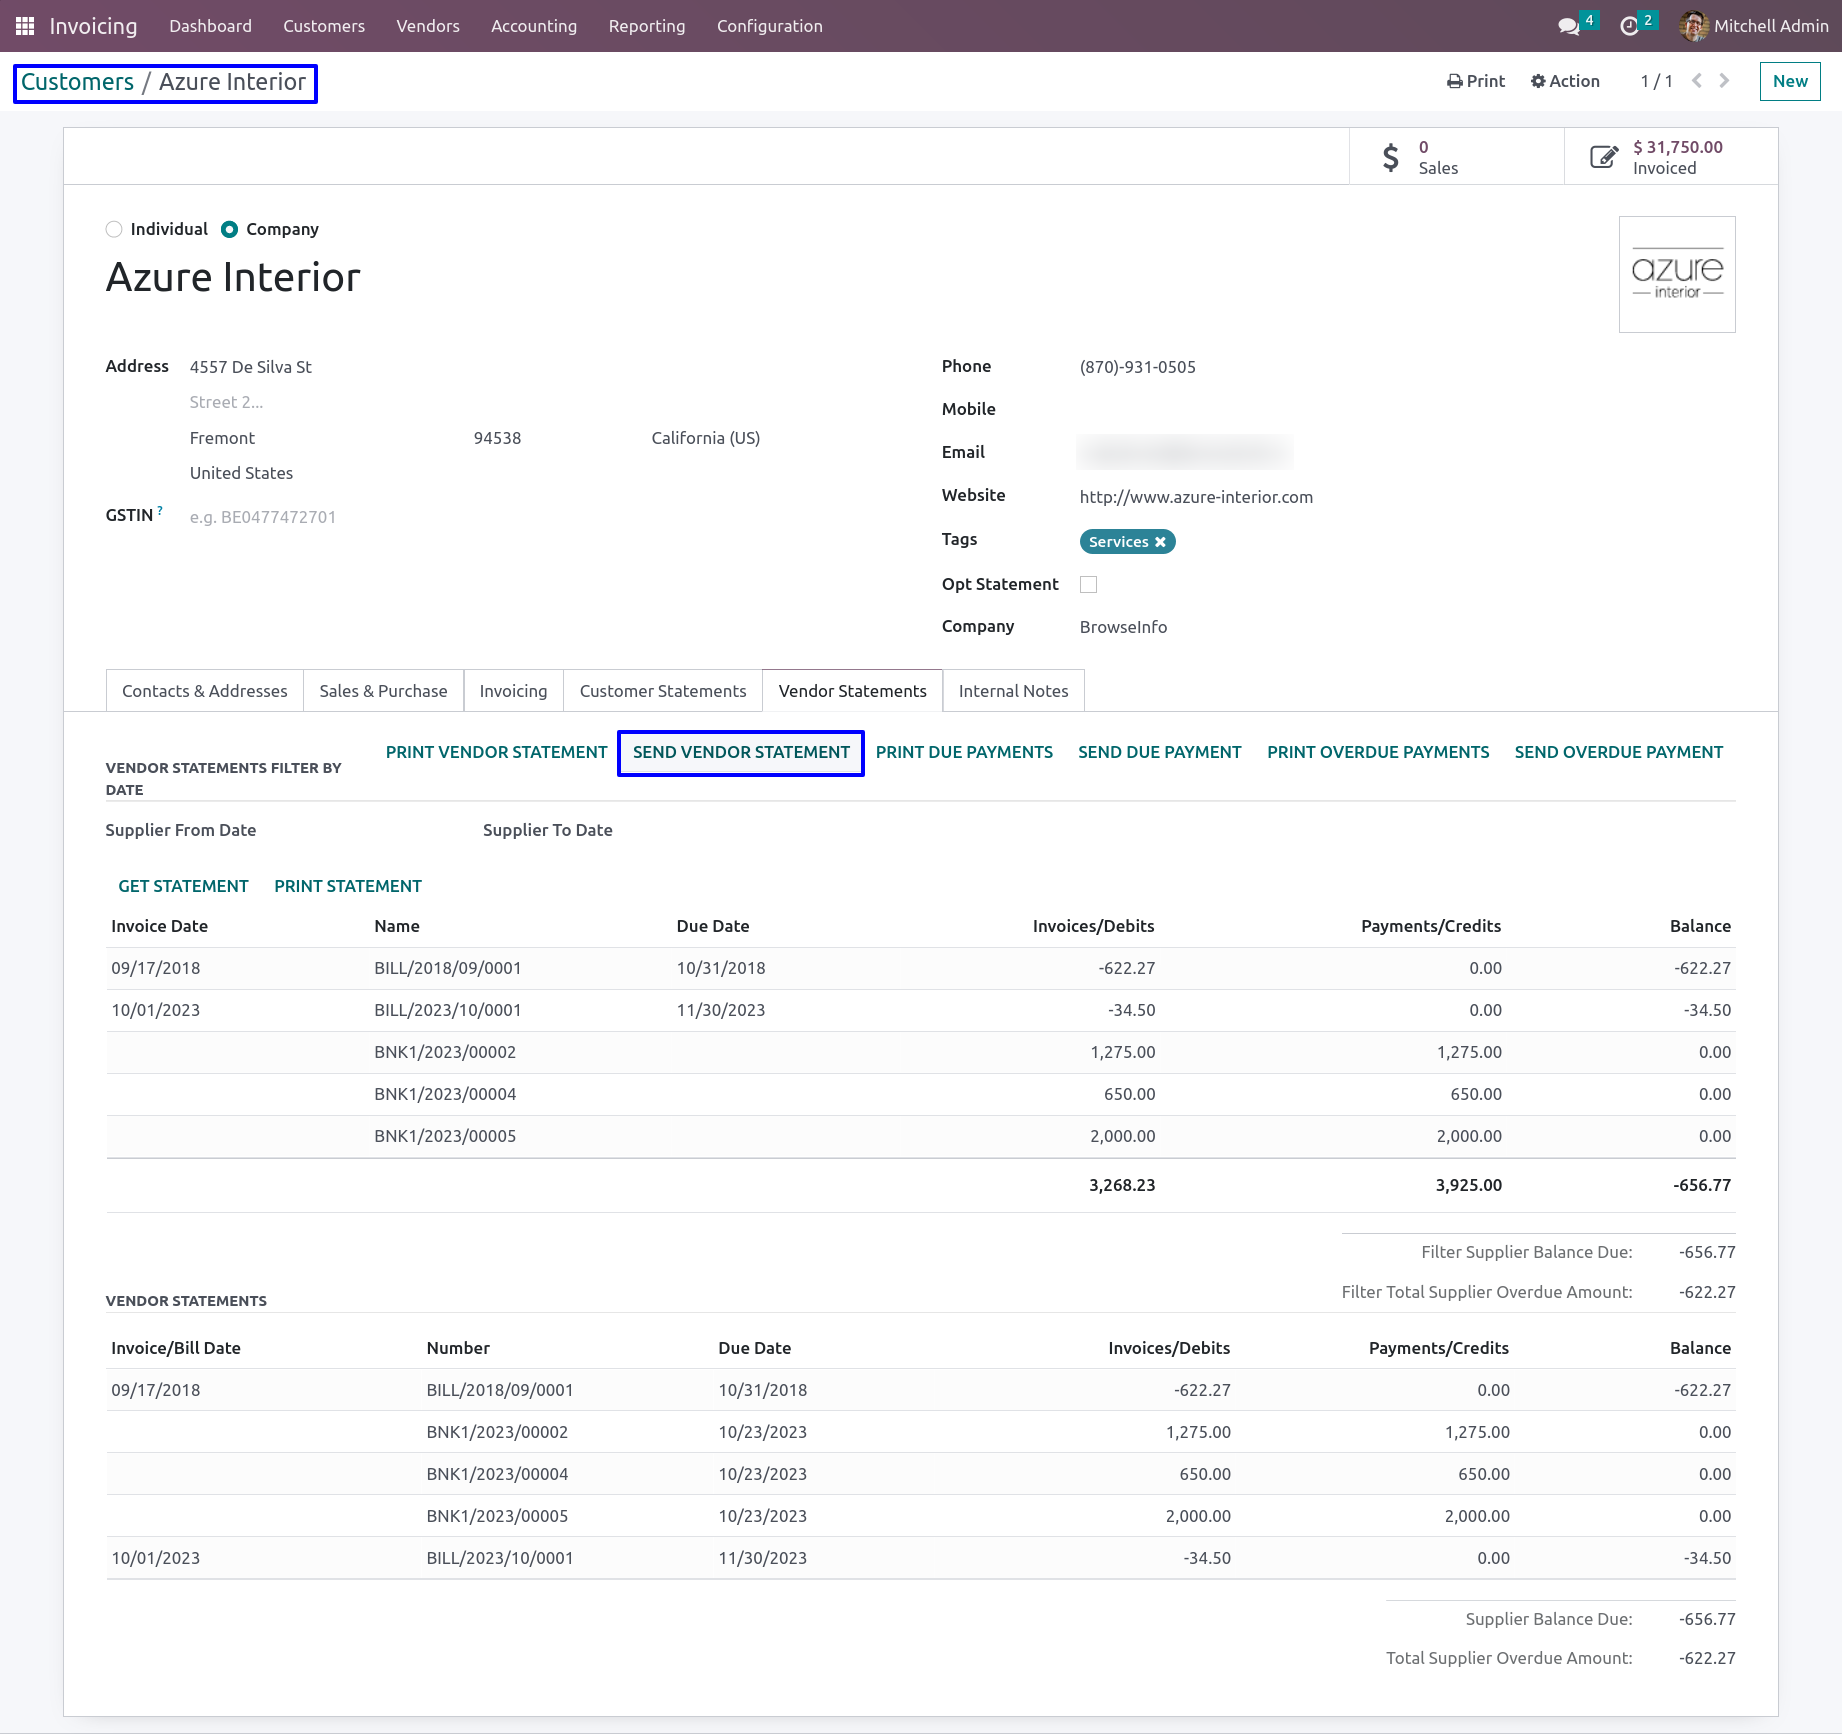 Invoicing Dashboard Customers Vendors Accounting Reporting Configuration 4 2 Mitchell Admin
Customers / Azure Interior Print Action 1 / 1 New
$ 0 $ 31,750.00
Sales Invoiced
Individual Company
Azure Interior
azure
interior
Address 4557 De Silva St Phone (870)-931-0505
Street 2...
Mobile
Fremont 94538 California (US)
Email
United States
Website http://www.azure-interior.com
GSTIN ? e.g. BE0477472701
Tags Services ✖
Opt Statement
Company BrowseInfo
Contacts & Addresses Sales & Purchase Invoicing Customer Statements Vendor Statements Internal Notes
PRINT VENDOR STATEMENT SEND VENDOR STATEMENT PRINT DUE PAYMENTS SEND DUE PAYMENT PRINT OVERDUE PAYMENTS SEND OVERDUE PAYMENT
VENDOR STATEMENTS FILTER BY
DATE
Supplier From Date Supplier To Date
GET STATEMENT PRINT STATEMENT
Invoice Date Name Due Date Invoices/Debits Payments/Credits Balance
09/17/2018 BILL/2018/09/0001 10/31/2018 -622.27 0.00 -622.27
10/01/2023 BILL/2023/10/0001 11/30/2023 -34.50 0.00 -34.50
BNK1/2023/00002 1,275.00 1,275.00 0.00
BNK1/2023/00004 650.00 650.00 0.00
BNK1/2023/00005 2,000.00 2,000.00 0.00
3,268.23 3,925.00 -656.77
Filter Supplier Balance Due: -656.77
Filter Total Supplier Overdue Amount: -622.27
VENDOR STATEMENTS
Invoice/Bill Date Number Due Date Invoices/Debits Payments/Credits Balance
09/17/2018 BILL/2018/09/0001 10/31/2018 -622.27 0.00 -622.27
BNK1/2023/00002 10/23/2023 1,275.00 1,275.00 0.00
BNK1/2023/00004 10/23/2023 650.00 650.00 0.00
BNK1/2023/00005 10/23/2023 2,000.00 2,000.00 0.00
10/01/2023 BILL/2023/10/0001 11/30/2023 -34.50 0.00 -34.50
Supplier Balance Due: -656.77
Total Supplier Overdue Amount: -622.27